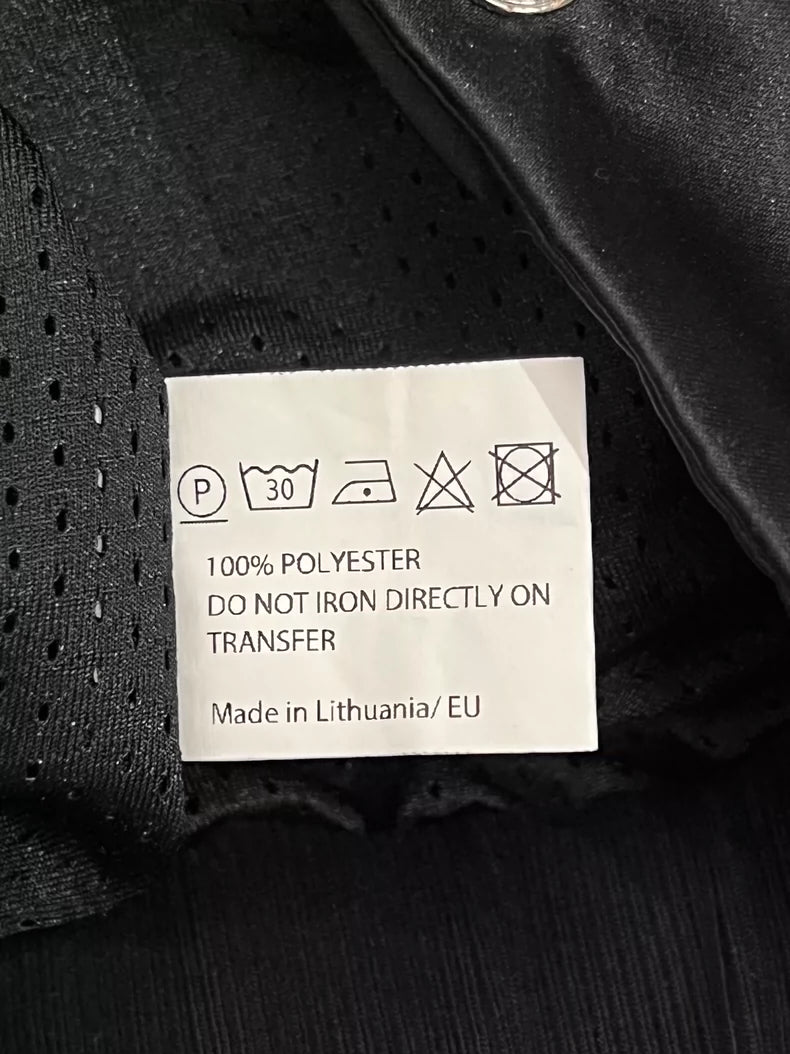 P 30
100% POLYESTER
DO NOT IRON DIRECTLY ON
TRANSFER
Made in Lithuania/ EU